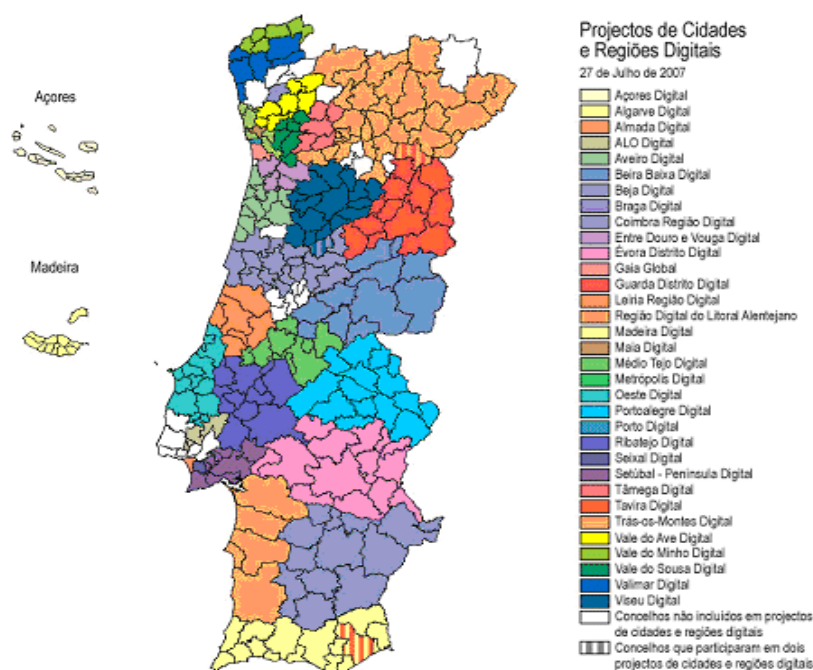 Projectos de Cidades
e Regiões Digitais
27 de Julho de 2007
Açores
Madeira
Açores Digital
Algarve Digital
Almada Digital
ALO Digital
Aveiro Digital
Beira Baixa Digital
Beja Digital
Braga Digital
Coimbra Região Digital
Entre Douro e Vouga Digital
Évora Distrito Digital
Gaia Global
Guarda Distrito Digital
Leiria Região Digital
Região Digital do Litoral Alentejano
Madeira Digital
Maia Digital
Médio Tejo Digital
Metrópolis Digital
Oeste Digital
Portoalegre Digital
Porto Digital
Ribatejo Digital
Seixal Digital
Setúbal - Península Digital
Tâmega Digital
Tavira Digital
Trás-os-Montes Digital
Vale do Ave Digital
Vale do Minho Digital
Vale do Sousa Digital
Valimar Digital
Viseu Digital
Concelhos não incluídos em projectos
de cidades e regiões digitais
Concelhos que participaram em dois
projectos de cidades e regiões digitais